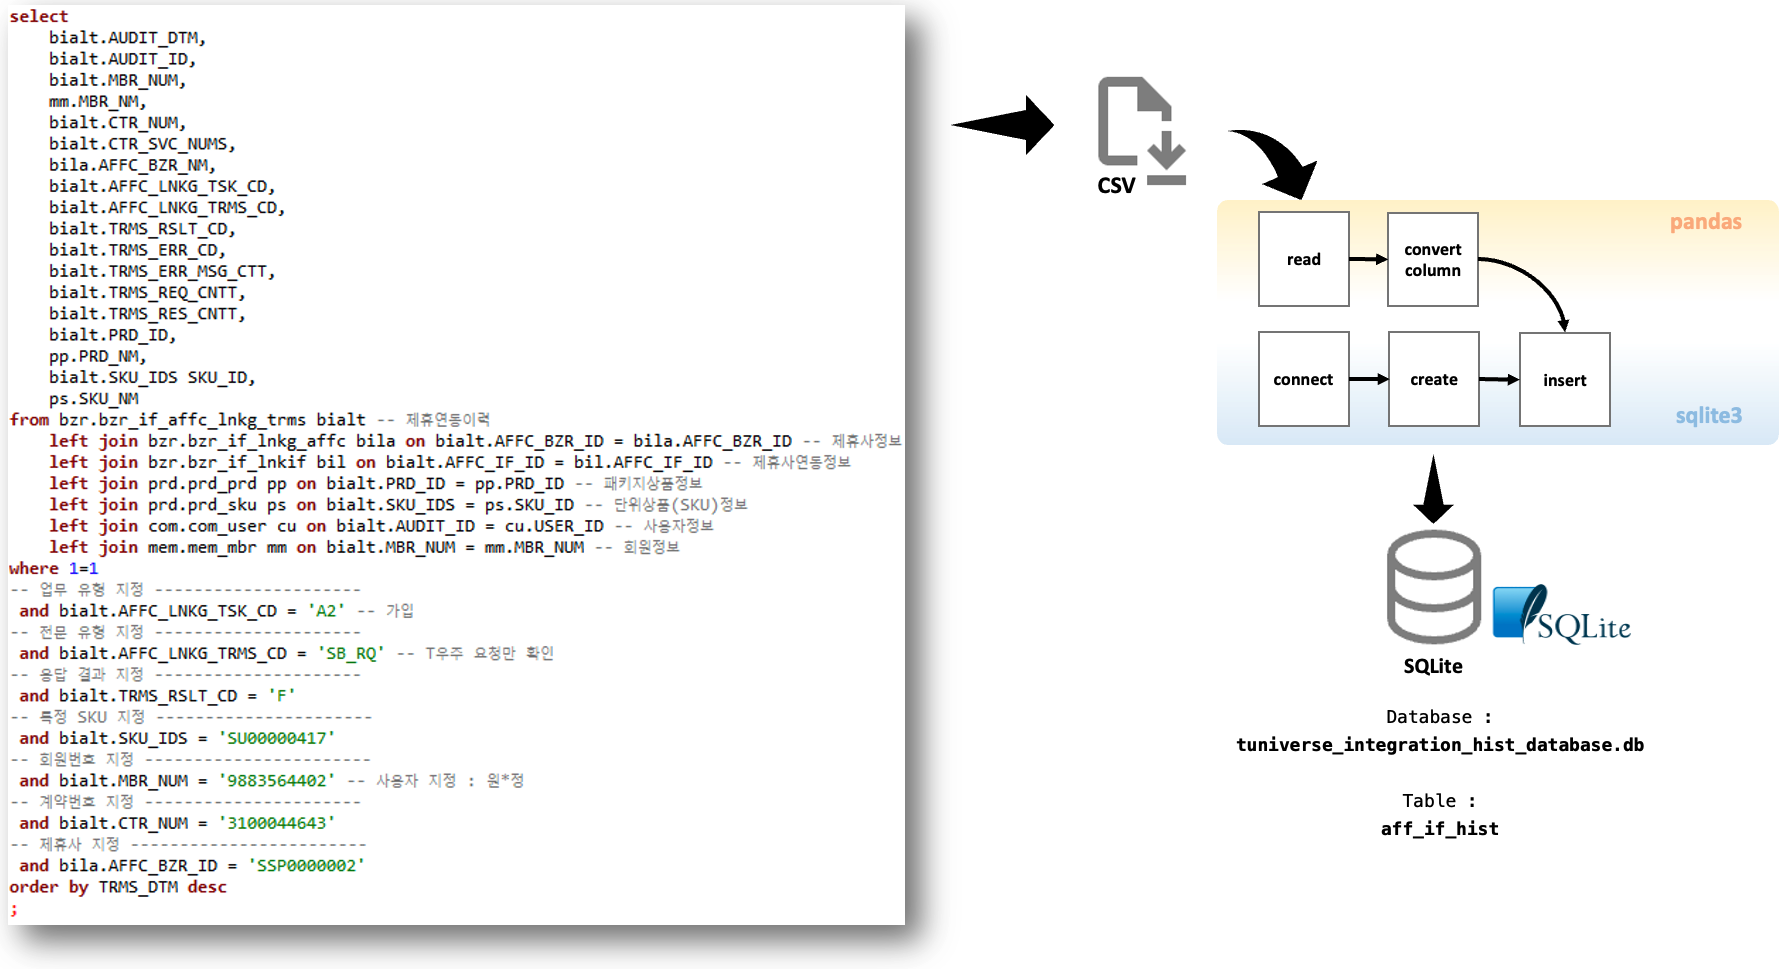 select
    bialt.AUDIT_DTM,
    bialt.AUDIT_ID,
    bialt.MBR_NUM,
    mm.MBR_NM,
    bialt.CTR_NUM,
    bialt.CTR_SVC_NUMS,
    bila.AFFC_BZR_NM,
    bialt.AFFC_LNKG_TSK_CD,
    bialt.AFFC_LNKG_TRMS_CD,
    bialt.TRMS_RSLT_CD,
    bialt.TRMS_ERR_CD,
    bialt.TRMS_ERR_MSG_CTT,
    bialt.TRMS_REQ_CNTT,
    bialt.TRMS_RES_CNTT,
    bialt.PRD_ID,
    pp.PRD_NM,
    bialt.SKU_IDS SKU_ID,
    ps.SKU_NM
from bzr.bzr_if_affc_lnkg_trms bialt -- 제휴연동이력
    left join bzr.bzr_if_lnkg_affc bila on bialt.AFFC_BZR_ID = bila.AFFC_BZR_ID -- 제휴사정보
    left join bzr.bzr_if_lnkif bil on bialt.AFFC_IF_ID = bil.AFFC_IF_ID -- 제휴사연동정보
    left join prd.prd_prd pp on bialt.PRD_ID = pp.PRD_ID -- 패키지상품정보
    left join prd.prd_sku ps on bialt.SKU_IDS = ps.SKU_ID -- 단위상품(SKU)정보
    left join com.com_user cu on bialt.AUDIT_ID = cu.USER_ID -- 사용자정보
    left join mem.mem_mbr mm on bialt.MBR_NUM = mm.MBR_NUM -- 회원정보
where 1=1
-- 업무 유형 지정 ---------------------
 and bialt.AFFC_LNKG_TSK_CD = 'A2' -- 가입
-- 전문 유형 지정 ---------------------
 and bialt.AFFC_LNKG_TRMS_CD = 'SB_RQ' -- T우주 요청만 확인
-- 응답 결과 지정 ---------------------
 and bialt.TRMS_RSLT_CD = 'F'
-- 특정 SKU 지정 ----------------------
 and bialt.SKU_IDS = 'SU00000417'
-- 회원번호 지정 -----------------------
 and bialt.MBR_NUM = '9883564402' -- 사용자 지정 : 원*정
-- 계약번호 지정 ----------------------
 and bialt.CTR_NUM = '3100044643'
-- 제휴사 지정 ------------------------
 and bila.AFFC_BZR_ID = 'SSP0000002'
order by TRMS_DTM desc
;
CSV
pandas
read
convert
column
connect
create
insert
sqlite3
SQLite
SQLite
Database :
tuniverse_integration_hist_database.db
Table :
aff_if_hist